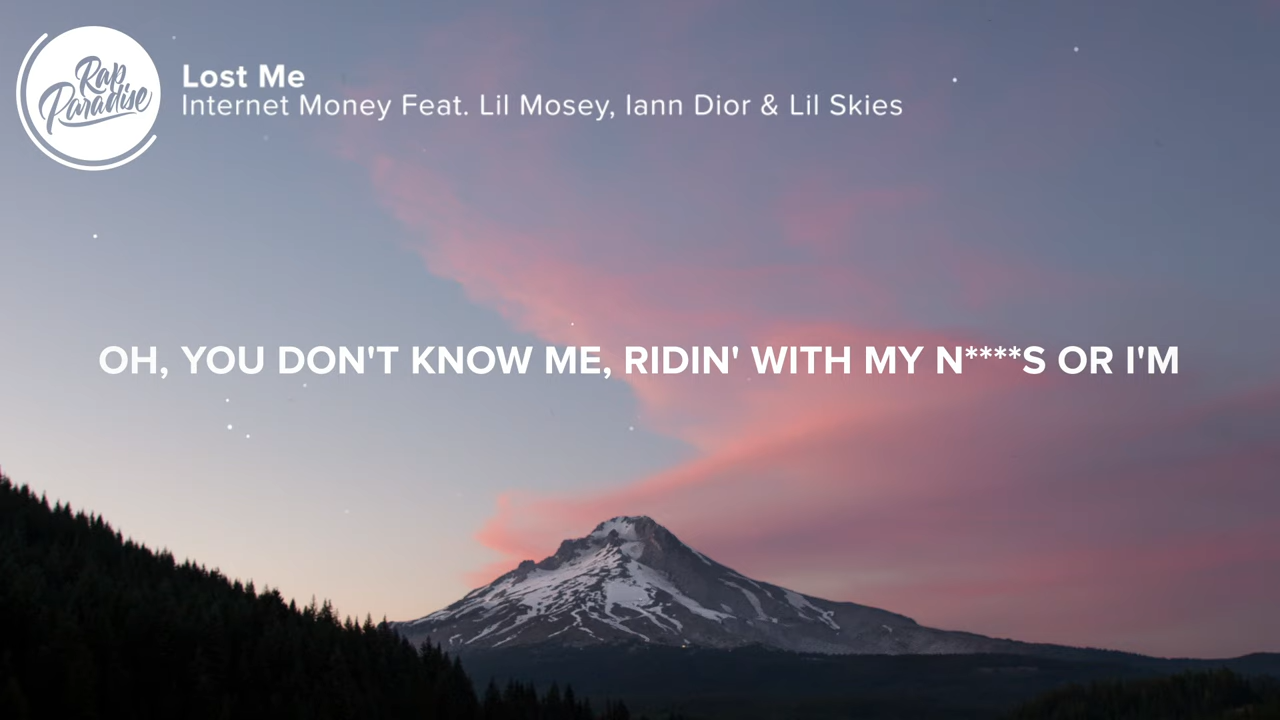 Rap
Paradise
Lost Me
Internet Money Feat. Lil Mosey, Iann Dior & Lil Skies
OH, YOU DON'T KNOW ME, RIDIN' WITH MY N****S OR I'M